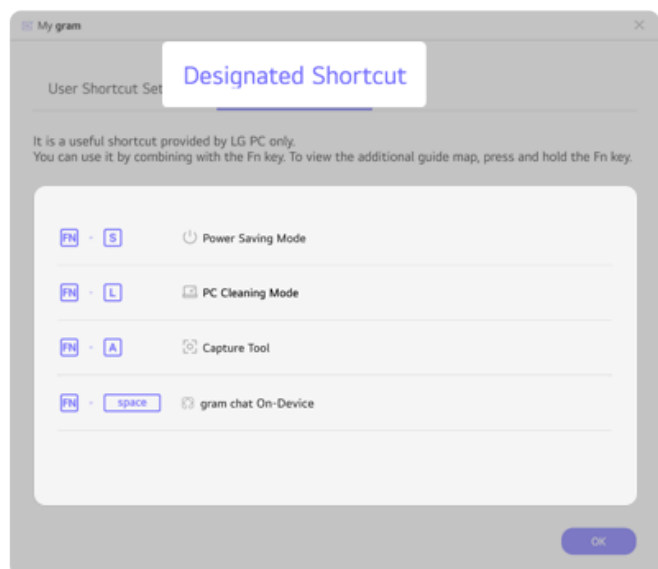 My gram
User Shortcut Set
Designated Shortcut
It is a useful shortcut provided by LG PC only.
You can use it by combining with the Fn key. To view the additional guide map, press and hold the Fn key.
FN - S Power Saving Mode
FN - L PC Cleaning Mode
FN - A Capture Tool
FN - space gram chat On-Device
OK